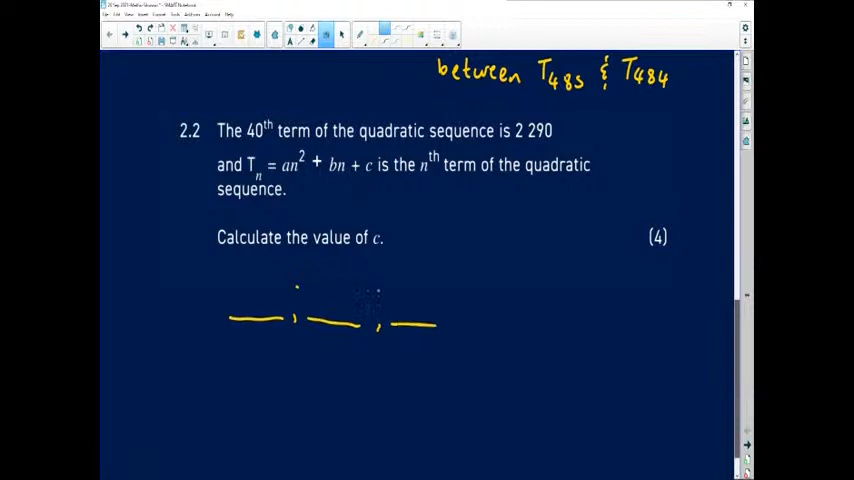 between T485 & T484
2.2 The 40th term of the quadratic sequence is 2 290
and Tn = an2 + bn + c is the nth term of the quadratic
sequence.
Calculate the value of c. (4)